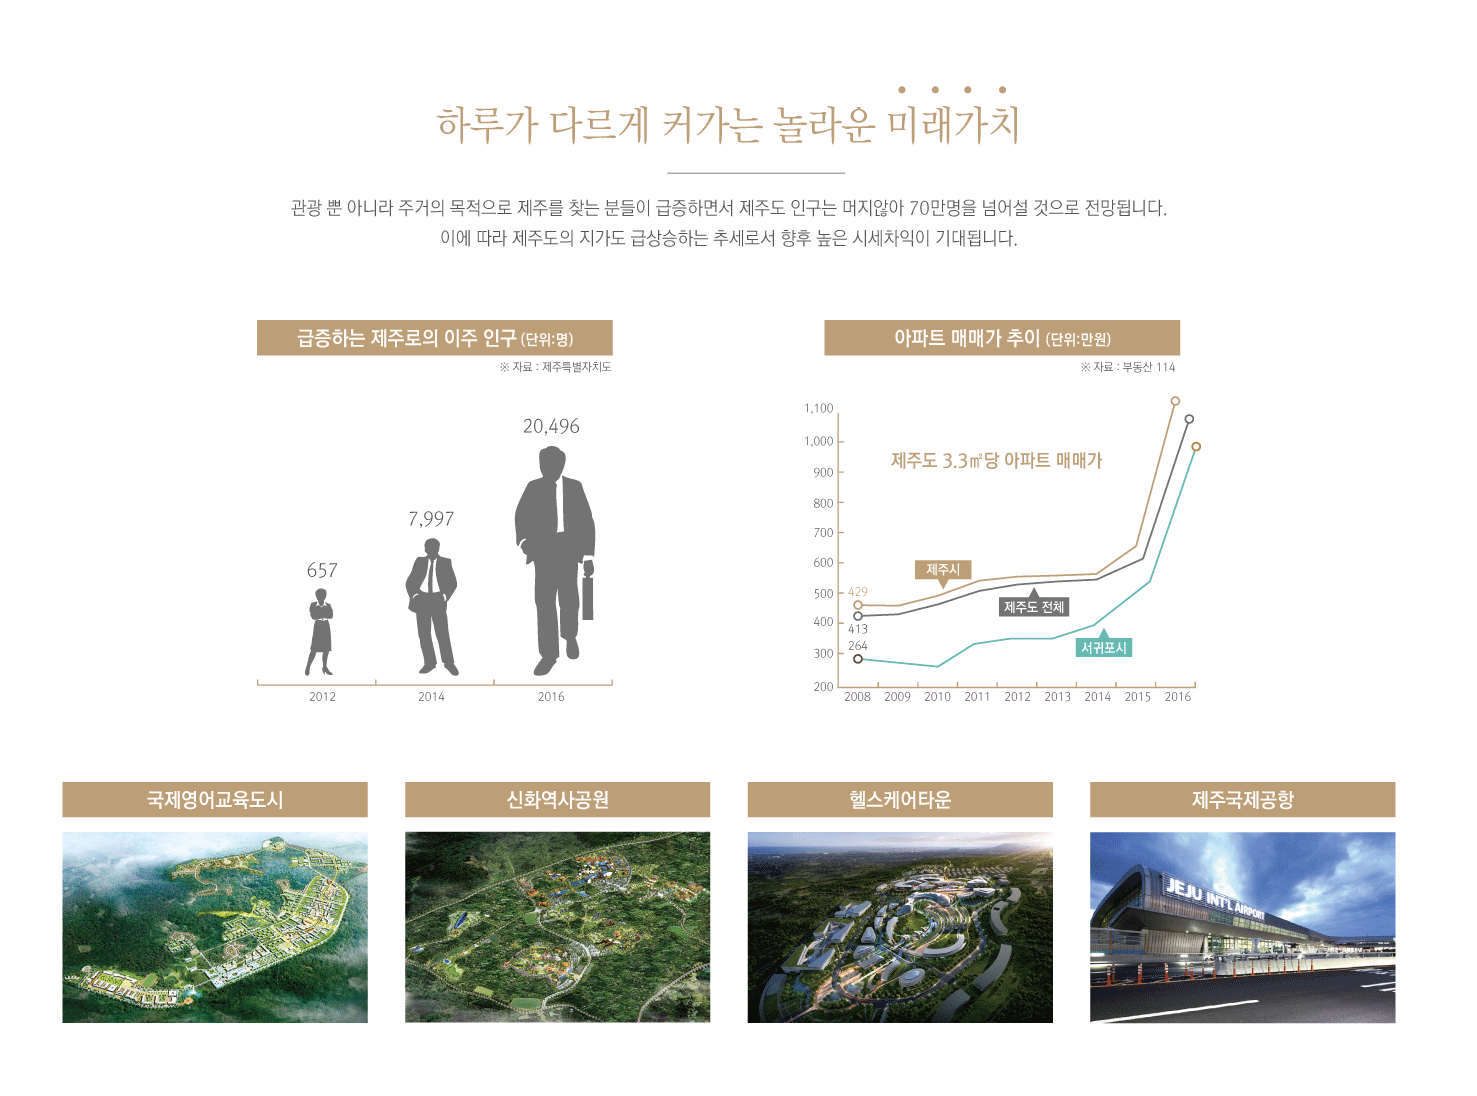 하루가 다르게 커가는 놀라운 미래가치
관광 뿐 아니라 주거의 목적으로 제주를 찾는 분들이 급증하면서 제주도 인구는 머지않아 70만명을 넘어설 것으로 전망됩니다.
이에 따라 제주도의 지가도 급상승하는 추세로서 향후 높은 시세차익이 기대됩니다.
급증하는 제주로의 이주 인구 (단위:명)
※ 자료 : 제주특별자치도
20,496
7,997
657
2012 2014 2016
아파트 매매가 추이 (단위:만원)
※ 자료 : 부동산 114
제주도 3.3㎡당 아파트 매매가
1,100
1,000
900
800
700
600
500
400
300
200
제주시
429
제주도 전체
413
264
서귀포시
2008 2009 2010 2011 2012 2013 2014 2015 2016
국제영어교육도시
신화역사공원
헬스케어타운
제주국제공항
JEJU INT'L AIRPORT